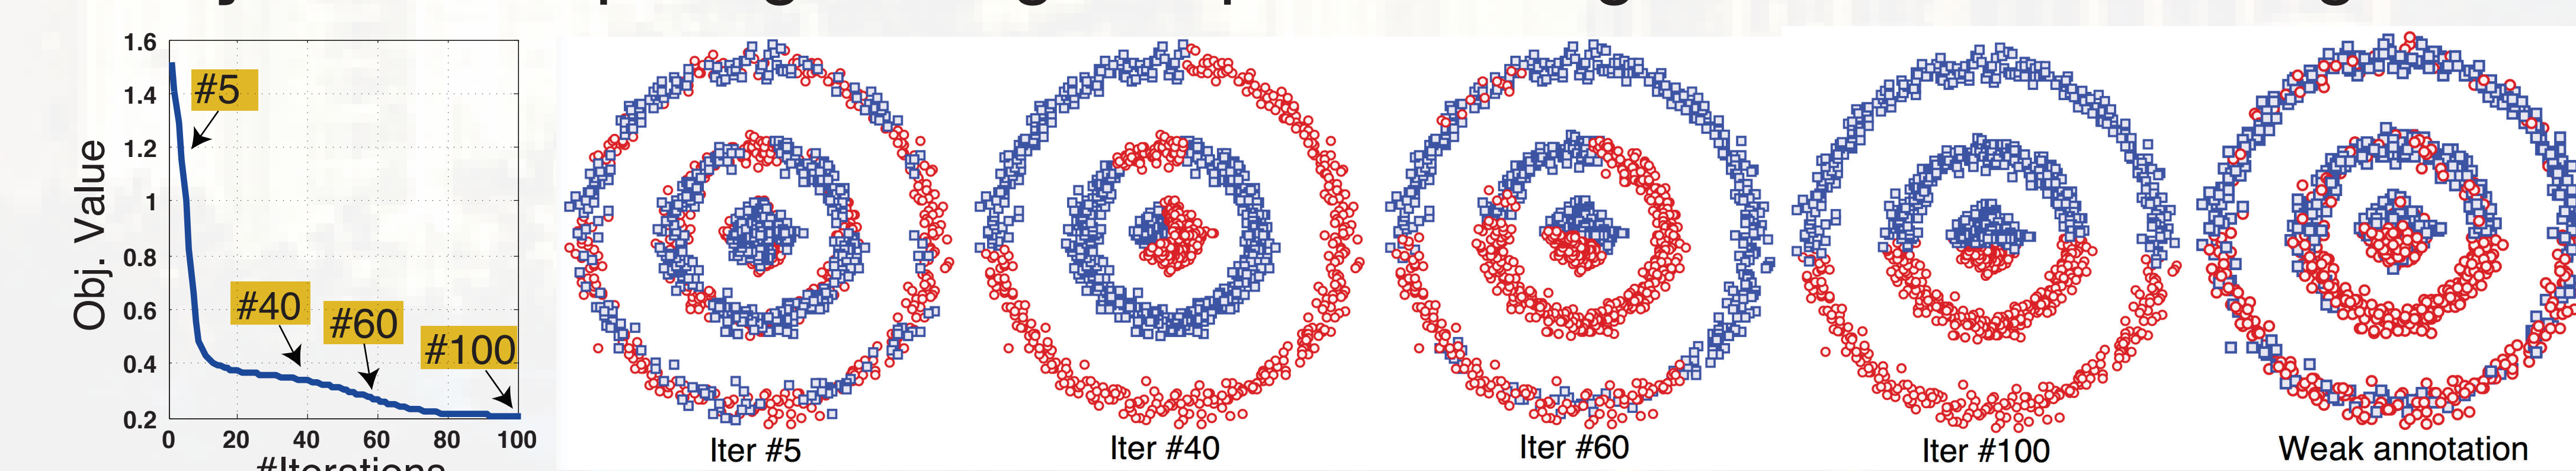 1.6
1.4
1.2
1
0.8
0.6
0.4
0.2
Obj. Value
#5
#40
#60
#100
0 20 40 60 80 100
#Iterations
Iter #5
Iter #40
Iter #60
Iter #100
Weak annotation